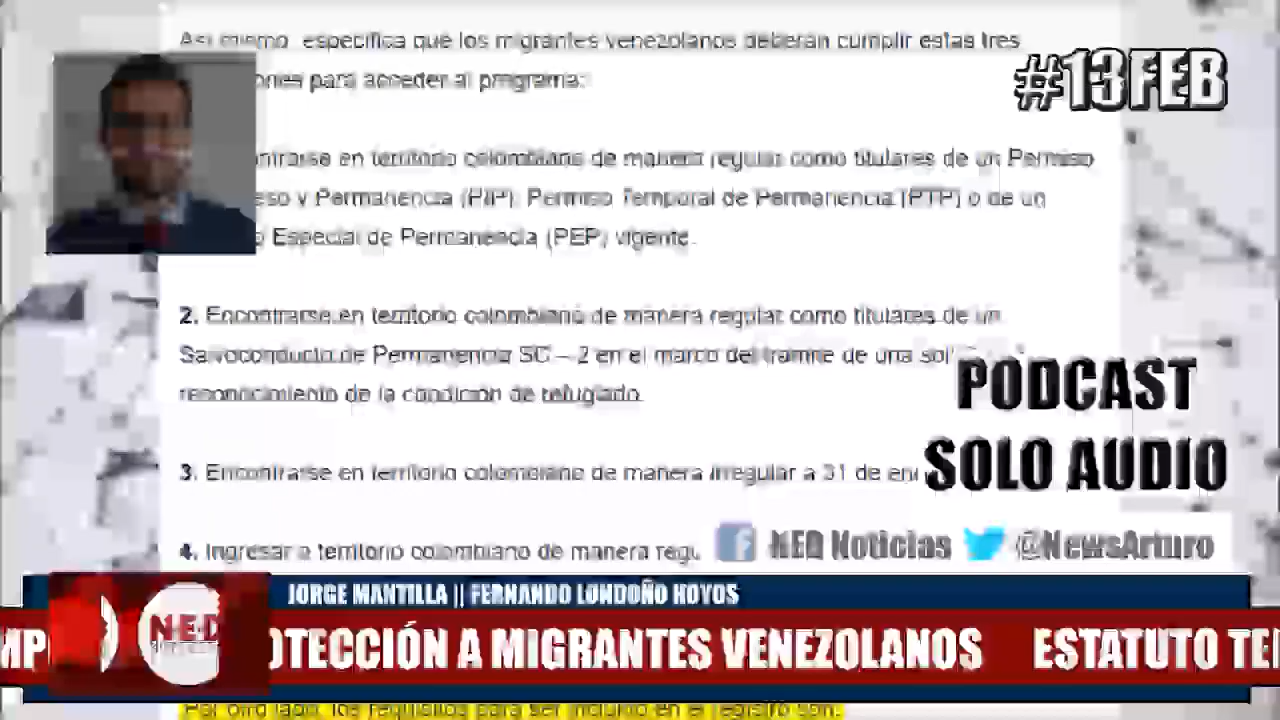 Así mismo, especifica que los migrantes venezolanos deberán cumplir estas tres
para acceder al programa:
#13FEB
en territorio colombiano de manera regular como titulares de un Permiso
y Permanencia (PIP), Permiso Temporal de Permanencia (PTP) o de un
Especial de Permanencia (PEP) vigente.
2. Encontrarse en territorio colombiano de manera regular como titulares de un
Salvoconducto de Permanencia SC – 2 en el marco del trámite de una
reconocimiento de la condición de refugiado.
PODCAST
SOLO AUDIO
3. Encontrarse en territorio colombiano de manera irregular a 31 de
4. Ingresar a territorio colombiano de manera
NED Noticias @NewsArturo
JORGE MANTILLA || FERNANDO LONDOÑO HOYOS
NED
OTECCIÓN A MIGRANTES VENEZOLANOS ESTATUTO TE
Por otro lado, los requisitos para ser incluido en el registro son: